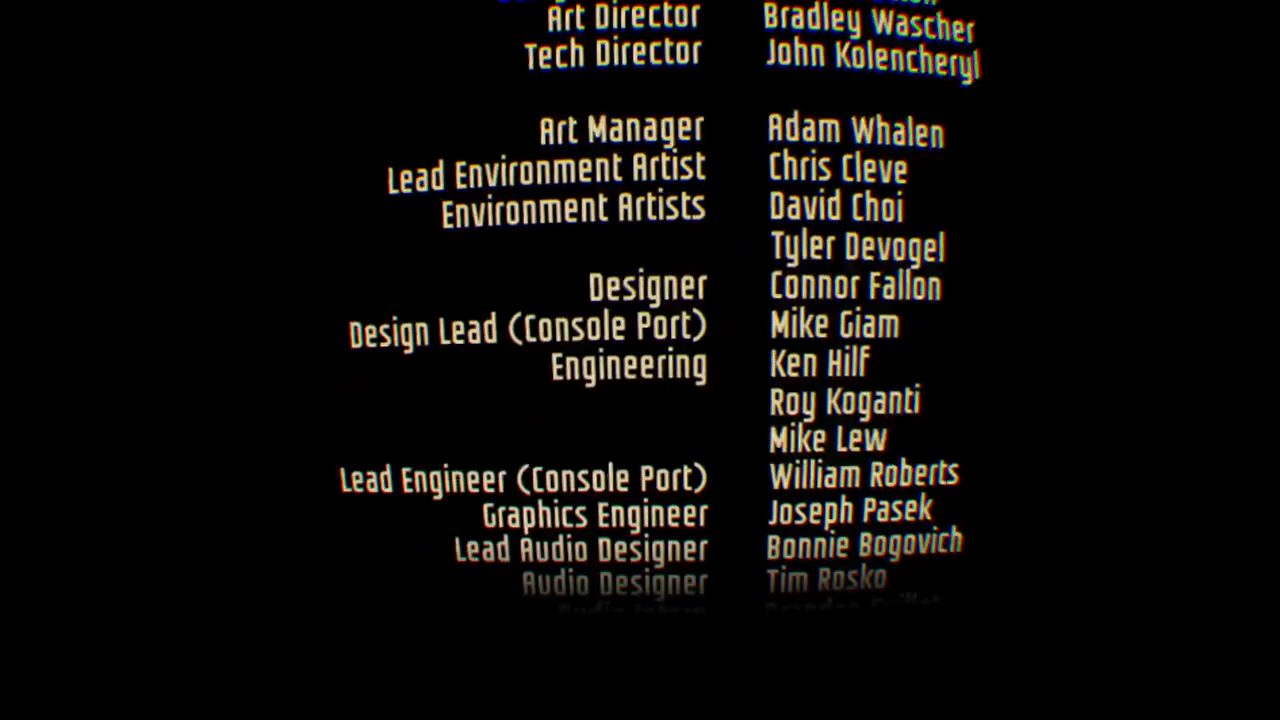 Art Director Bradley Wascher
Tech Director John Kolencheryl
Art Manager Adam Whalen
Lead Environment Artist Chris Cleve
Environment Artists David Choi
Tyler Devogel
Designer Connor Fallon
Design Lead (Console Port) Mike Giam
Engineering Ken Hilf
Roy Koganti
Mike Lew
Lead Engineer (Console Port) William Roberts
Graphics Engineer Joseph Pasek
Lead Audio Designer Bonnie Bogovich
Audio Designer Tim Rosko